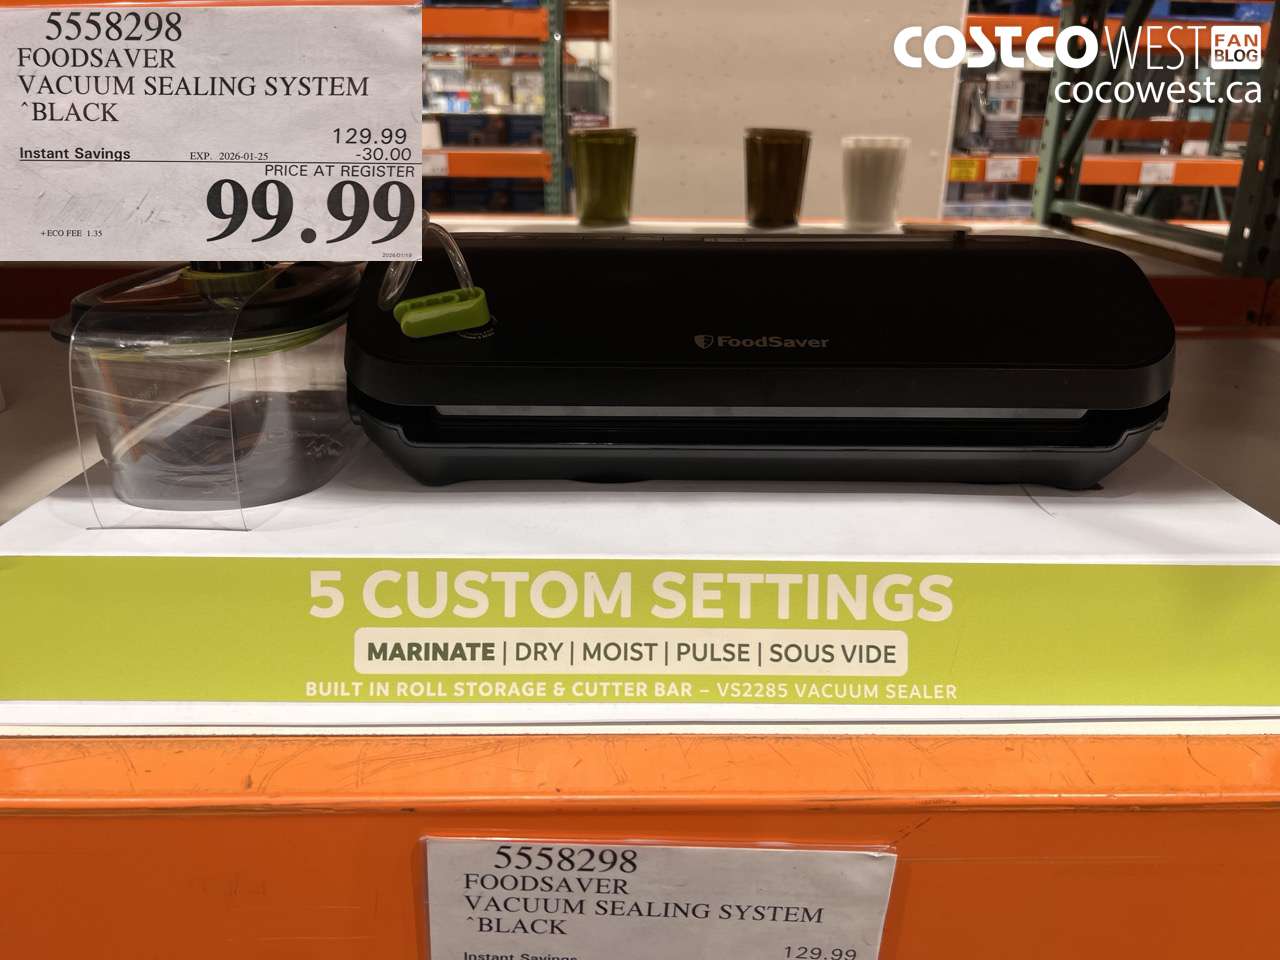 5558298
FOODSAVER
VACUUM SEALING SYSTEM
^BLACK
129.99
Instant Savings EXP. 2026-01-25 -30.00
PRICE AT REGISTER
99.99
+ECO FEE 1.35
COSTCO WEST FAN BLOG
cocowest.ca
FoodSaver
5 CUSTOM SETTINGS
MARINATE | DRY | MOIST | PULSE | SOUS VIDE
BUILT IN ROLL STORAGE & CUTTER BAR – VS2285 VACUUM SEALER
5558298
FOODSAVER
VACUUM SEALING SYSTEM
^BLACK
129.99
Instant Savings